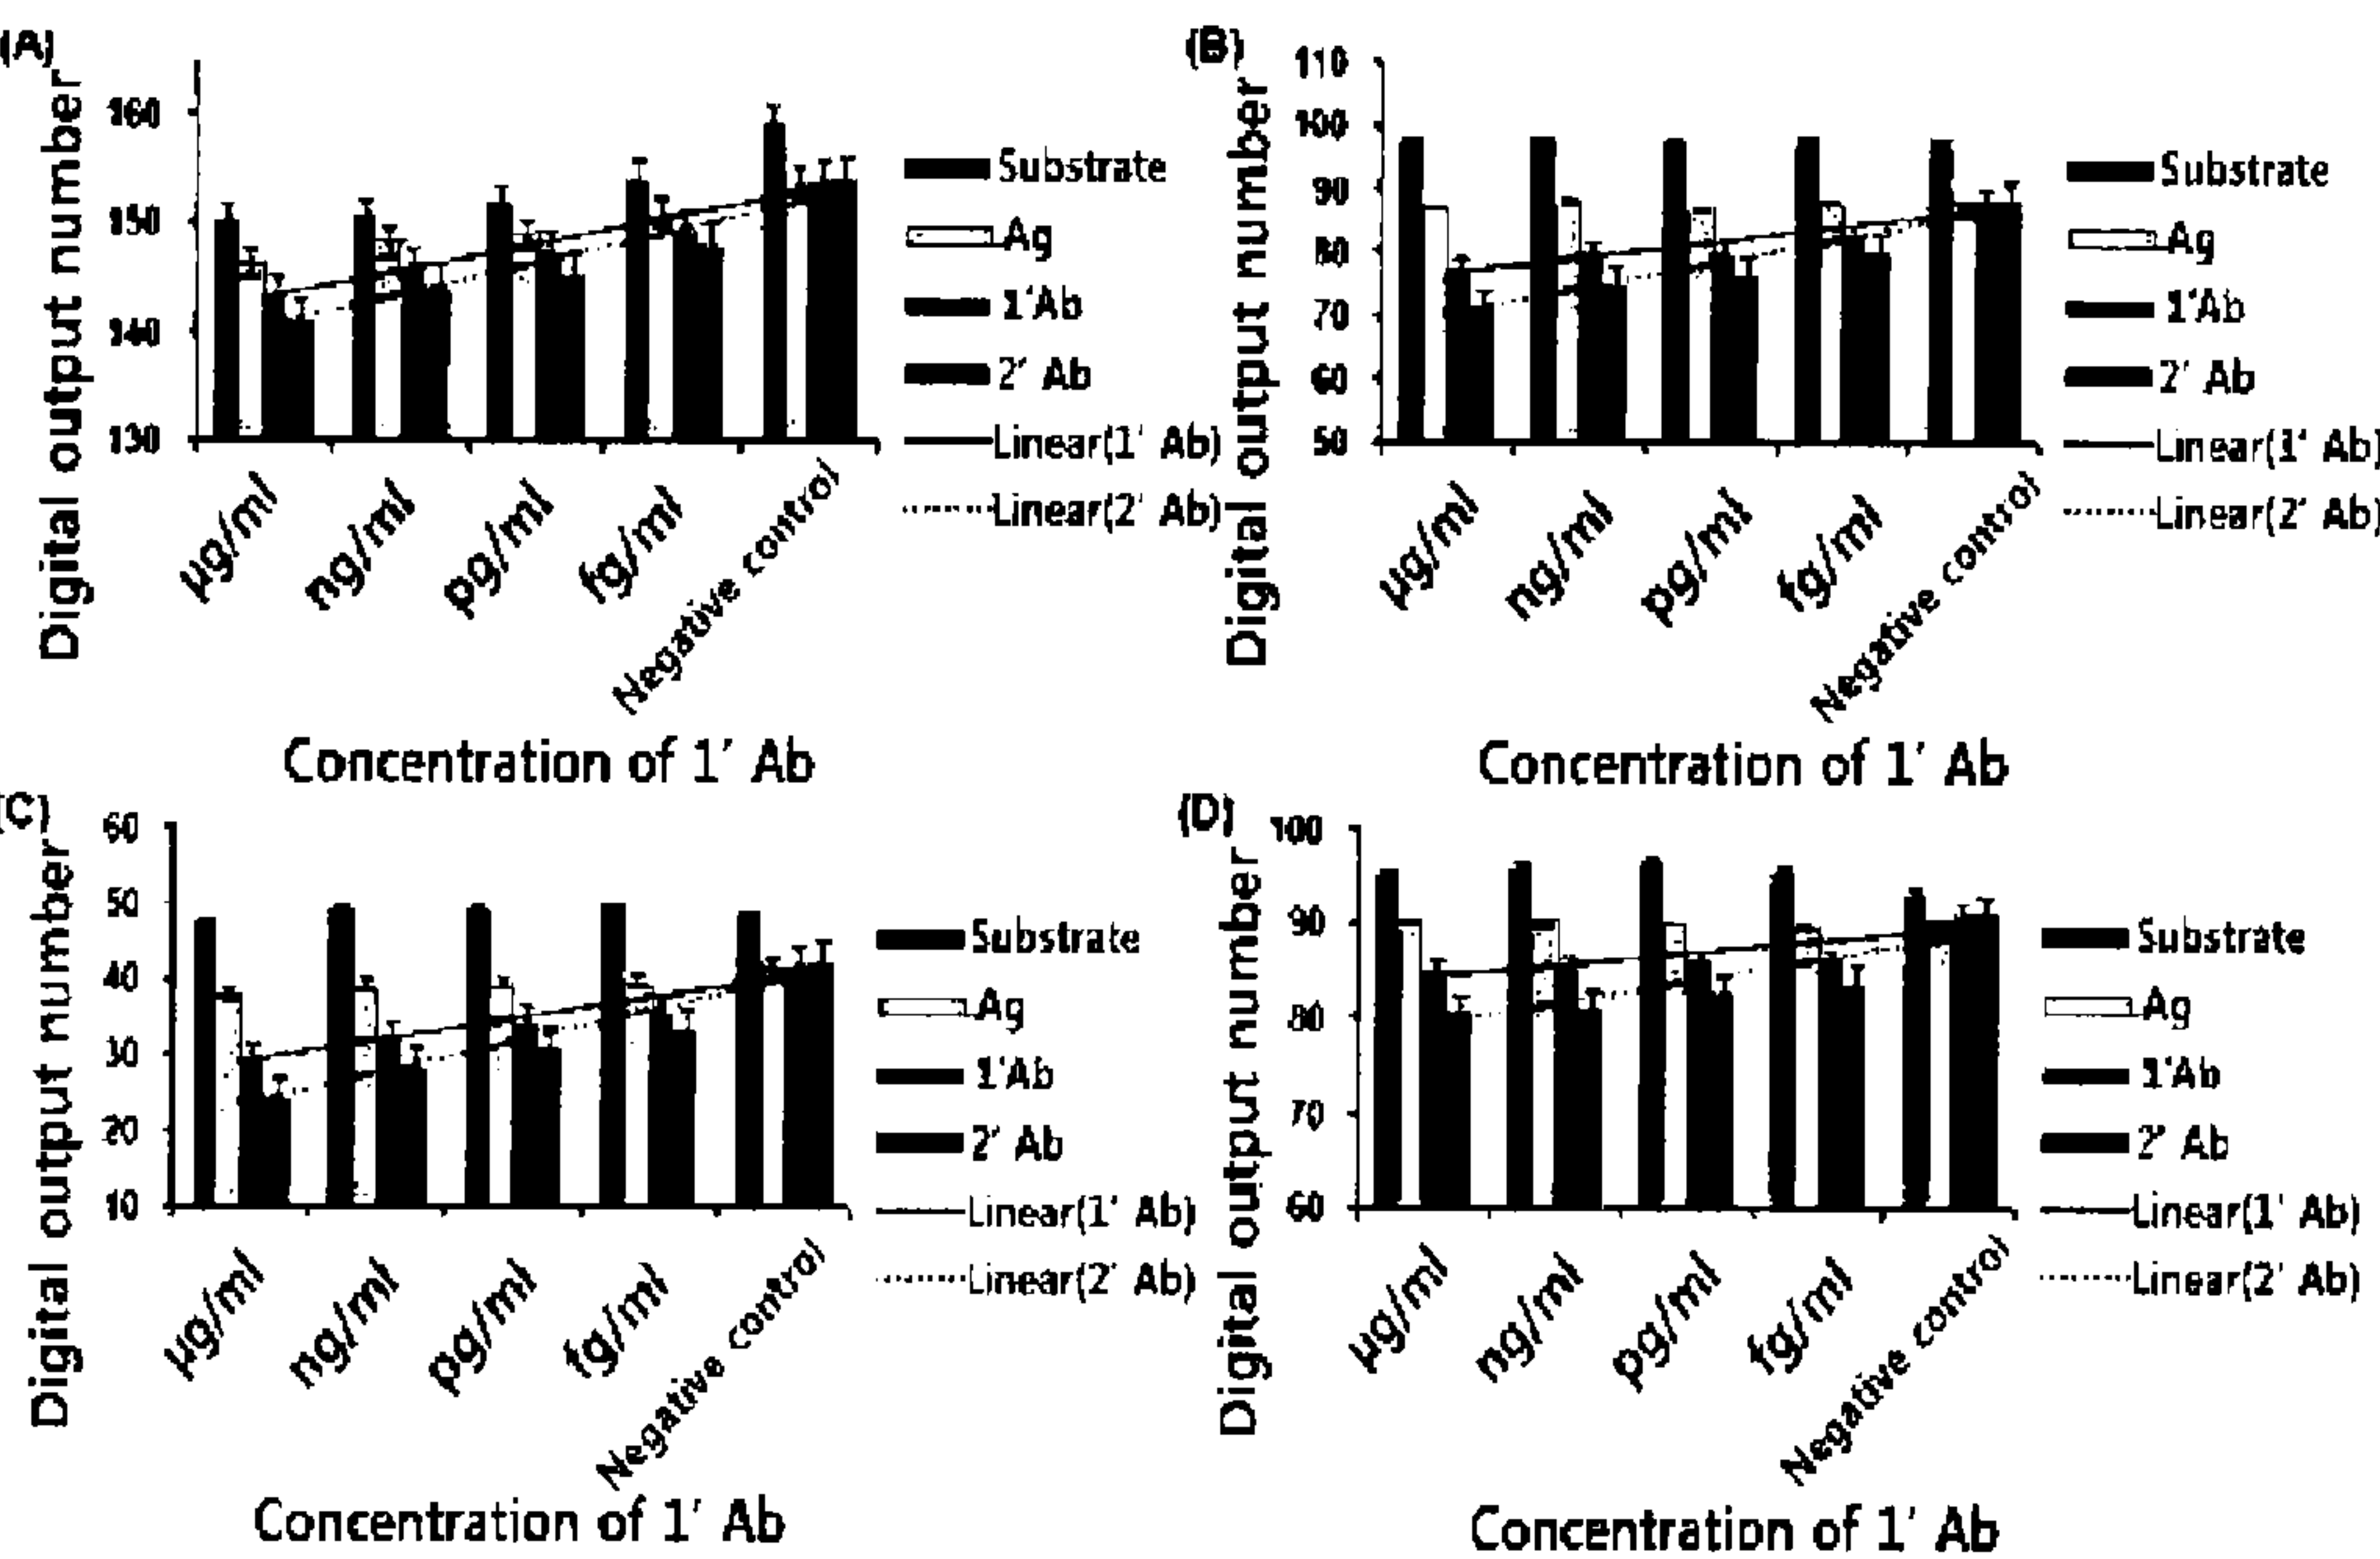 (A)
Digital output number
160
150
140
130
µg/ml
ng/ml
pg/ml
fg/ml
Negative control
Concentration of 1' Ab
Substrate
Ag
1'Ab
2' Ab
Linear(1' Ab)
Linear(2' Ab)
(B)
Digital output number
110
100
90
80
70
60
50
µg/ml
ng/ml
pg/ml
fg/ml
Negative control
Concentration of 1' Ab
Substrate
Ag
1'Ab
2' Ab
Linear(1' Ab)
Linear(2' Ab)
(C)
Digital output number
60
50
40
30
20
10
µg/ml
ng/ml
pg/ml
fg/ml
Negative control
Concentration of 1' Ab
Substrate
Ag
1'Ab
2' Ab
Linear(1' Ab)
Linear(2' Ab)
(D)
Digital output number
100
90
80
70
60
µg/ml
ng/ml
pg/ml
fg/ml
Negative control
Concentration of 1' Ab
Substrate
Ag
1'Ab
2' Ab
Linear(1' Ab)
Linear(2' Ab)